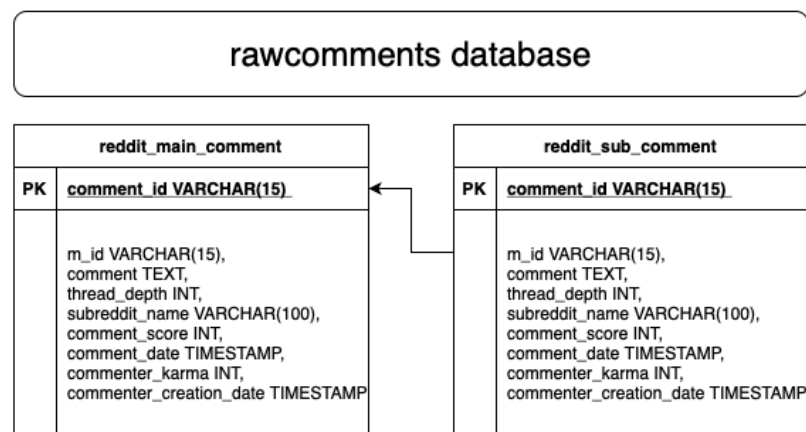 rawcomments database
reddit_main_comment
PK comment_id VARCHAR(15)
m_id VARCHAR(15),
comment TEXT,
thread_depth INT,
subreddit_name VARCHAR(100),
comment_score INT,
comment_date TIMESTAMP,
commenter_karma INT,
commenter_creation_date TIMESTAMP
reddit_sub_comment
PK comment_id VARCHAR(15)
m_id VARCHAR(15),
comment TEXT,
thread_depth INT,
subreddit_name VARCHAR(100),
comment_score INT,
comment_date TIMESTAMP,
commenter_karma INT,
commenter_creation_date TIMESTAMP